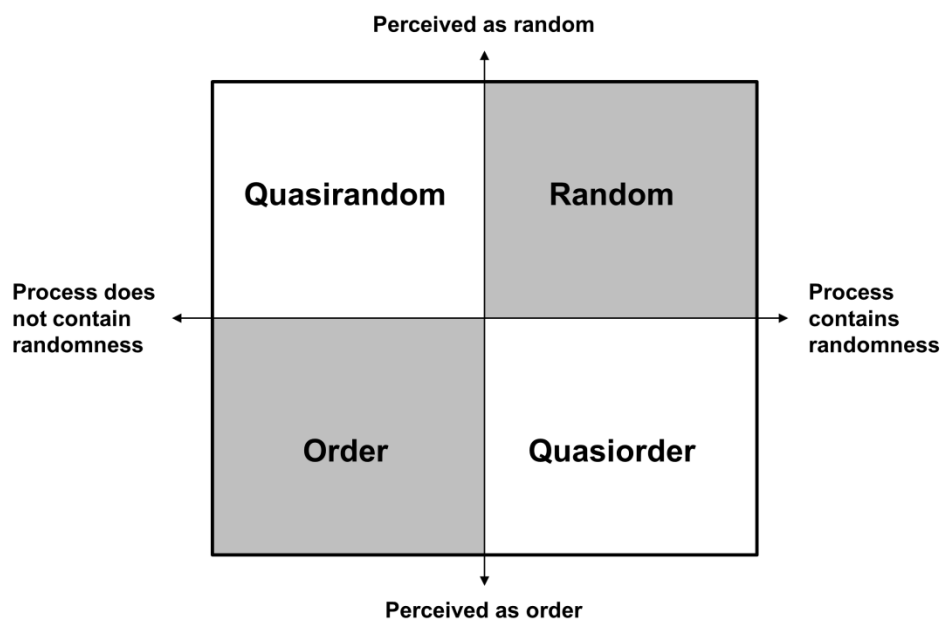 Perceived as random
Quasirandom
Random
Process does
not contain
randomness
Process
contains
randomness
Order
Quasiorder
Perceived as order